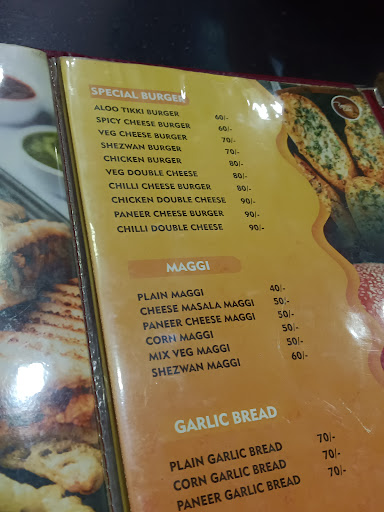 SPECIAL BURGER
ALOO TIKKI BURGER 60/-
SPICY CHEESE BURGER 60/-
VEG CHEESE BURGER 70/-
SHEZWAN BURGER 70/-
CHICKEN BURGER 80/-
VEG DOUBLE CHEESE 80/-
CHILLI CHEESE BURGER 80/-
CHICKEN DOUBLE CHEESE 90/-
PANEER CHEESE BURGER 90/-
CHILLI DOUBLE CHEESE 90/-
MAGGI
PLAIN MAGGI 40/-
CHEESE MASALA MAGGI 50/-
PANEER CHEESE MAGGI 50/-
CORN MAGGI 50/-
MIX VEG MAGGI 50/-
SHEZWAN MAGGI 60/-
GARLIC BREAD
PLAIN GARLIC BREAD 70/-
CORN GARLIC BREAD 70/-
PANEER GARLIC BREAD 70/-